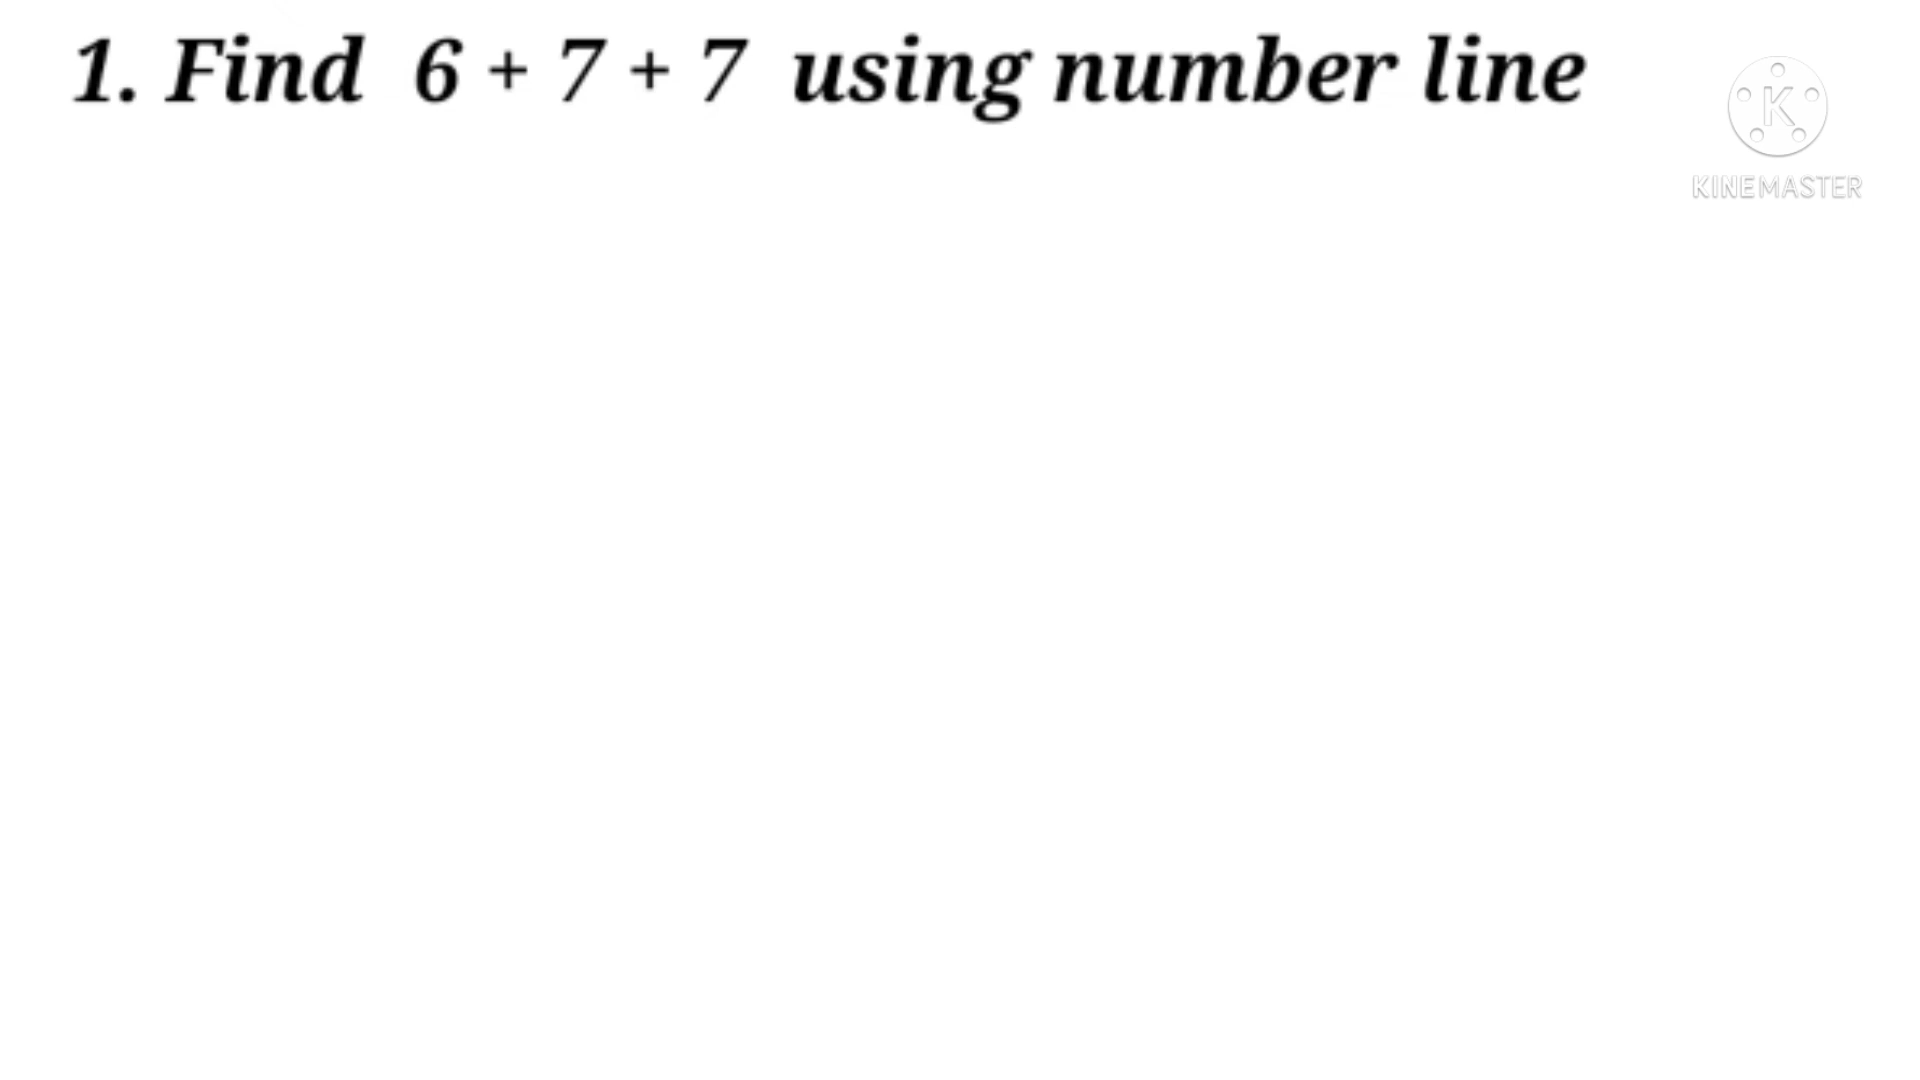 1. Find 6 + 7 + 7 using number line
K
KINEMASTER